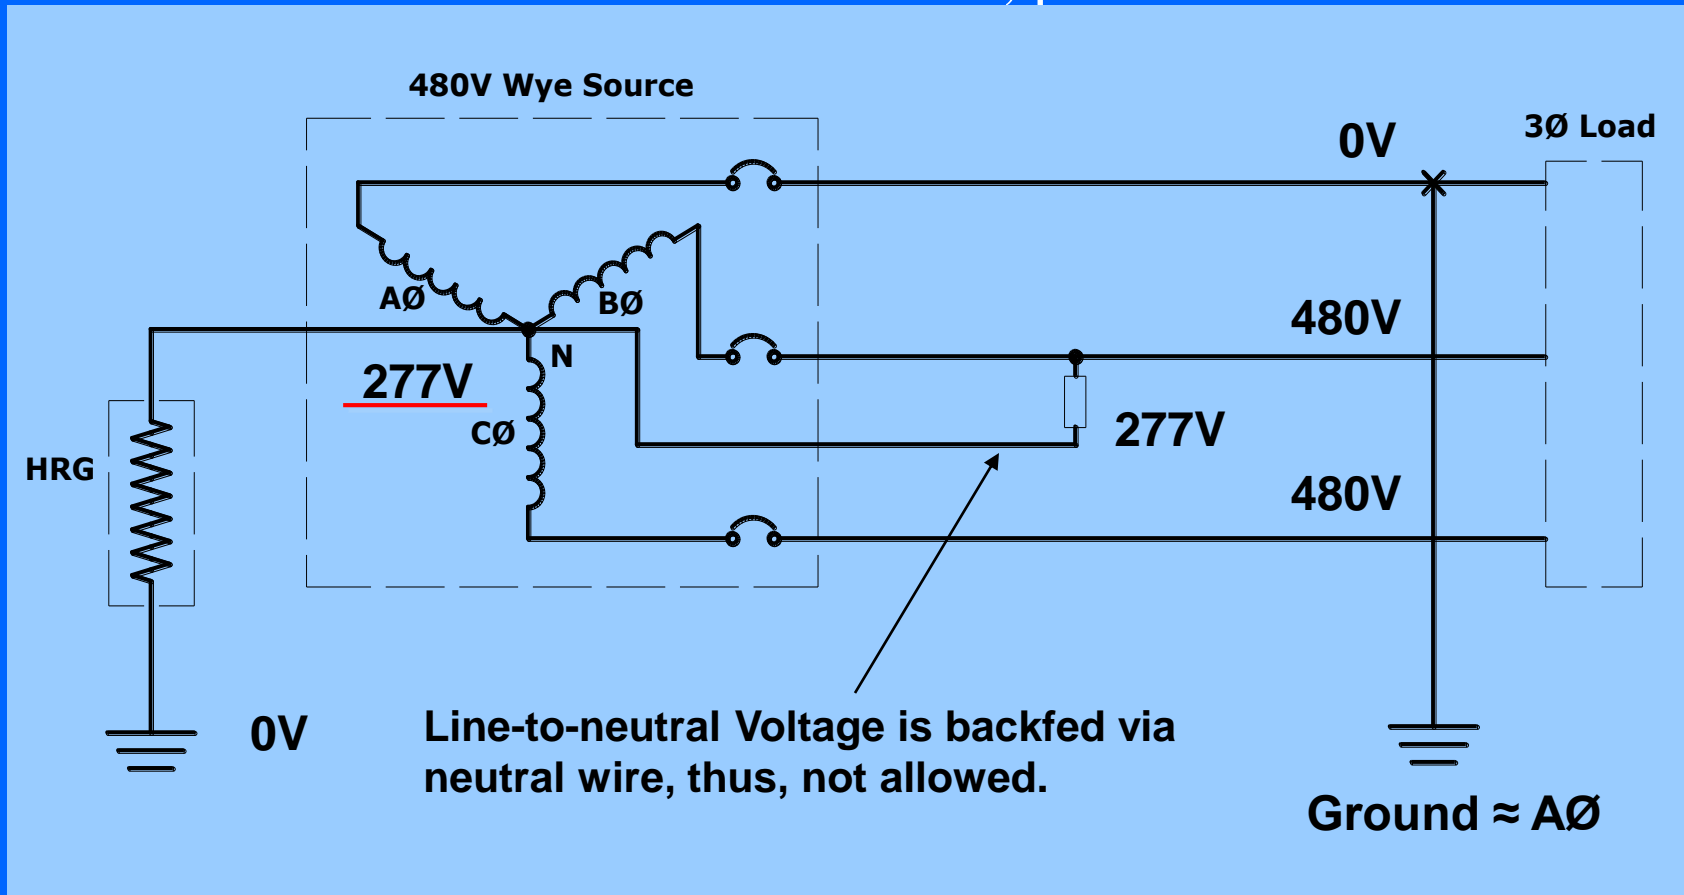 480V Wye Source
0V
3Ø Load
AØ
BØ
480V
N
277V
CØ
277V
HRG
480V
0V
Line-to-neutral Voltage is backfed via
neutral wire, thus, not allowed.
Ground ≈ AØ